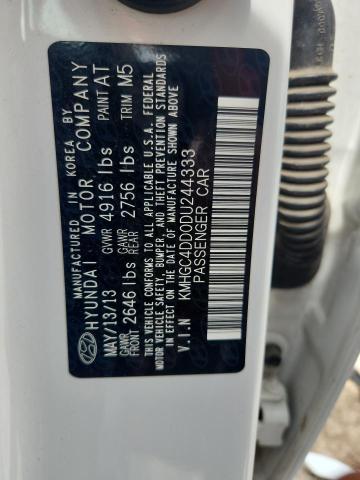 MANUFACTURED IN KOREA BY
HYUNDAI MOTOR COMPANY
MAY/13/13 GVWR 4916 lbs PAINT AT
GAWR FRONT 2646 lbs GAWR REAR 2756 lbs TRIM M5
THIS VEHICLE CONFORMS TO ALL APPLICABLE U.S.A. FEDERAL
MOTOR VEHICLE SAFETY, BUMPER, AND THEFT PREVENTION STANDARDS
IN EFFECT ON THE DATE OF MANUFACTURE SHOWN ABOVE
V.I.N KMHGC4DD0DU244333
PASSENGER CAR